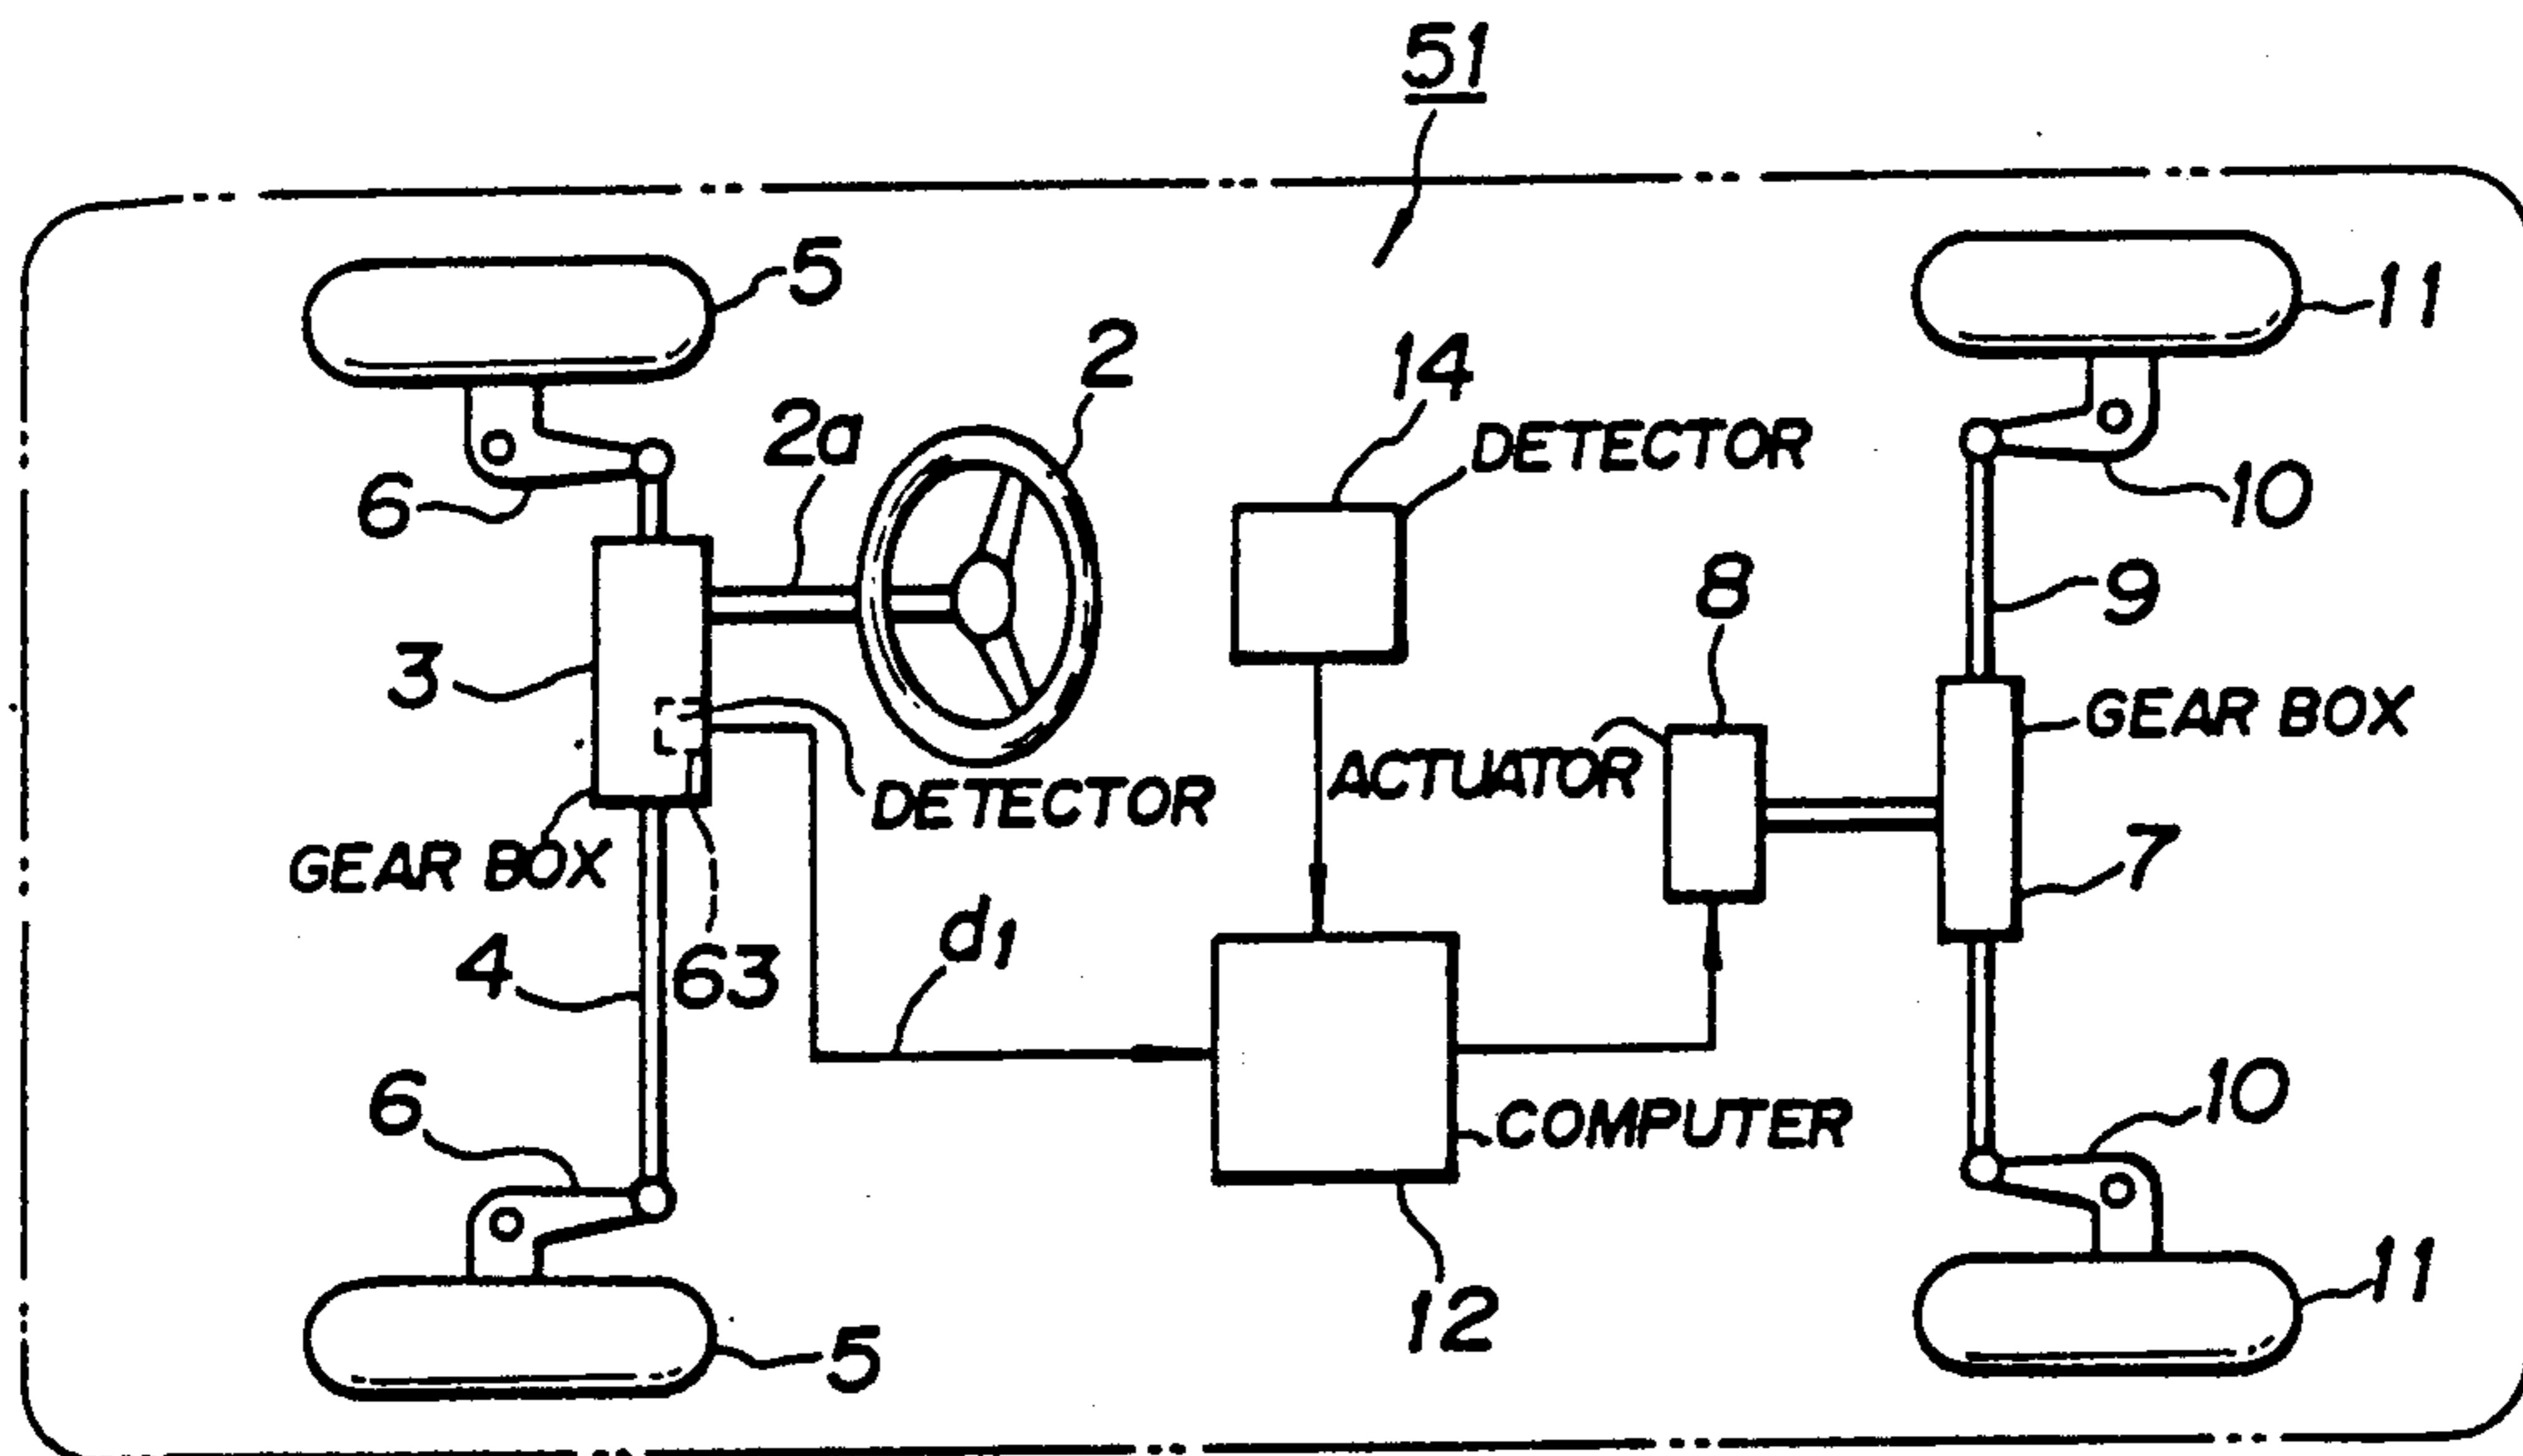 51
5
11
2
14
2a
DETECTOR
6
10
8
9
3
GEAR BOX
ACTUATOR
DETECTOR
GEAR BOX
7
d1
4
63
6
10
COMPUTER
11
12
5